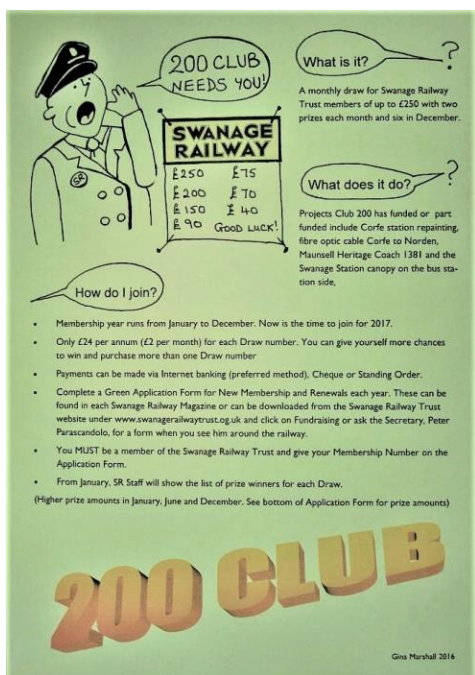 200 CLUB
NEEDS YOU!
What is it?
?
A monthly draw for Swanage Railway
Trust members of up to £250 with two
prizes each month and six in December.
SR
SWANAGE
RAILWAY
£250 £75
£200 £70
£150 £40
£90 GOOD LUCK!
What does it do?
?
Projects Club 200 has funded or part
funded include Corfe station repainting,
fibre optic cable Corfe to Norden,
Maunsell Heritage Coach 1381 and the
Swanage Station canopy on the bus sta-
tion side,
How do I join?
• Membership year runs from January to December. Now is the time to join for 2017.
• Only £24 per annum (£2 per month) for each Draw number. You can give yourself more chances
to win and purchase more than one Draw number
• Payments can be made via Internet banking (preferred method), Cheque or Standing Order.
• Complete a Green Application Form for New Membership and Renewals each year. These can be
found in each Swanage Railway Magazine or can be downloaded from the Swanage Railway Trust
website under www.swanagerailwaytrust.og.uk and click on Fundraising or ask the Secretary, Peter
Parascandolo, for a form when you see him around the railway.
• You MUST be a member of the Swanage Railway Trust and give your Membership Number on the
Application Form.
• From January, SR Staff will show the list of prize winners for each Draw.
(Higher prize amounts in January, June and December. See bottom of Application Form for prize amounts)
200 CLUB
Gina Marshall 2016